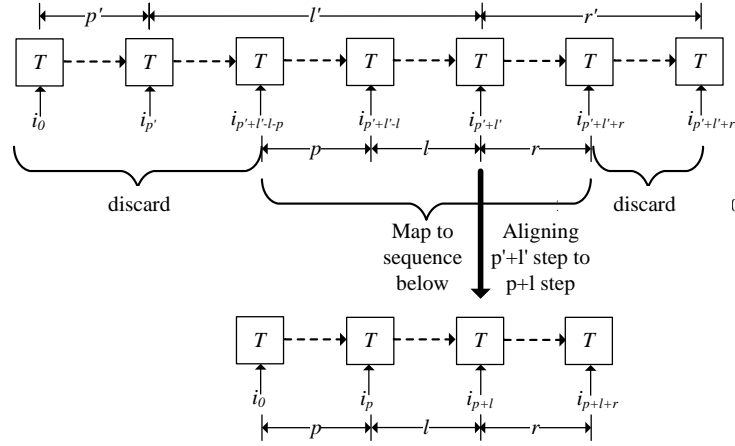 p' l' r'
T T T T T T T
i0 ip' ip'+l'-l-p ip'+l'-l ip'+l' ip'+l'+r ip'+l'+r
p l r
discard
discard
Map to
sequence
below
Aligning
p'+l' step to
p+l step
T T T T
i0 ip ip+l ip+l+r
p l r